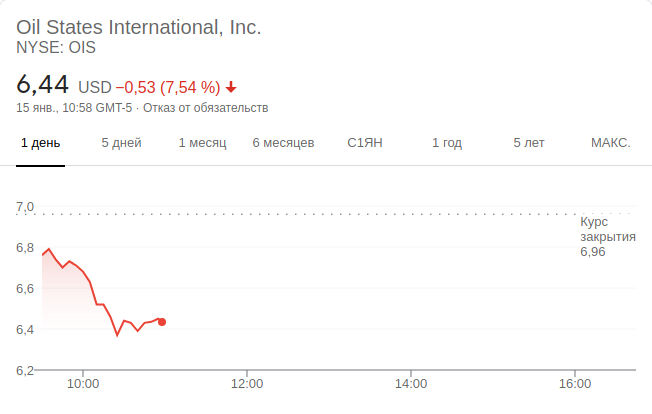 Oil States International, Inc.
NYSE: OIS
6,44 USD −0,53 (7,54 %)
15 янв., 10:58 GMT-5 · Отказ от обязательств
1 день 5 дней 1 месяц 6 месяцев С1ЯН 1 год 5 лет МАКС.
7,0
Курс
закрытия
6,96
6,8
6,6
6,4
6,2
10:00 12:00 14:00 16:00